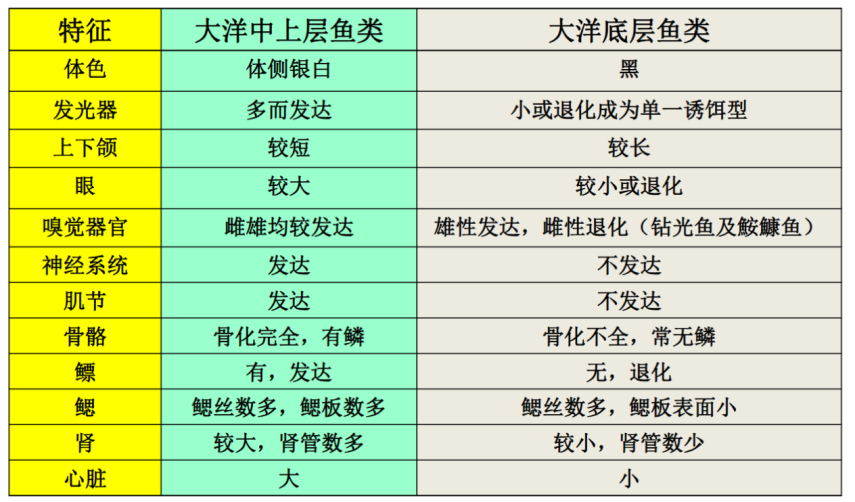 特征 大洋中上层鱼类 大洋底层鱼类
体色 体侧银白 黑
发光器 多而发达 小或退化成为单一诱饵型
上下颌 较短 较长
眼 较大 较小或退化
嗅觉器官 雌雄均较发达 雄性发达，雌性退化（钻光鱼及鮟鱇鱼）
神经系统 发达 不发达
肌节 发达 不发达
骨骼 骨化完全，有鳞 骨化不全，常无鳞
鳔 有，发达 无，退化
鳃 鳃丝数多，鳃板数多 鳃丝数多，鳃板表面小
肾 较大，肾管数多 较小，肾管数少
心脏 大 小